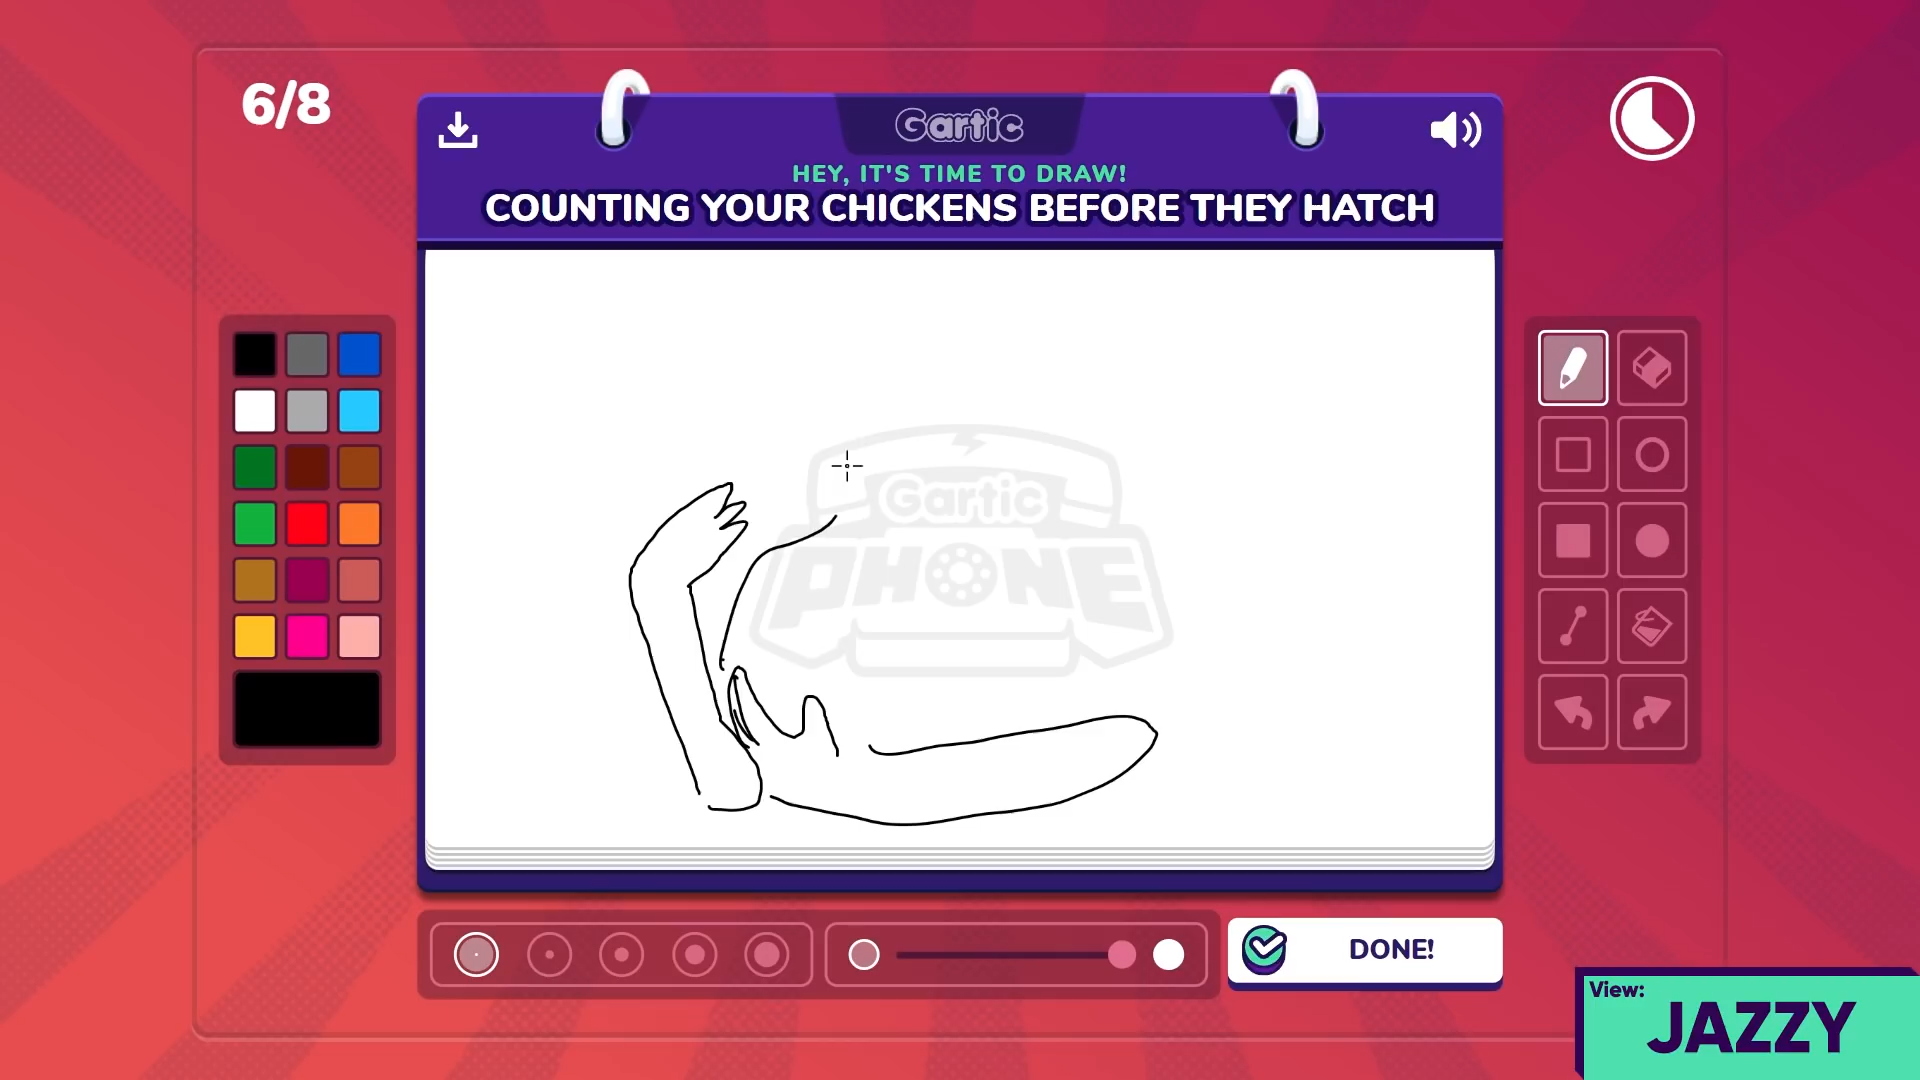 6/8
Gartic
HEY, IT'S TIME TO DRAW!
COUNTING YOUR CHICKENS BEFORE THEY HATCH
Gartic
PHONE
DONE!
View:
JAZZY